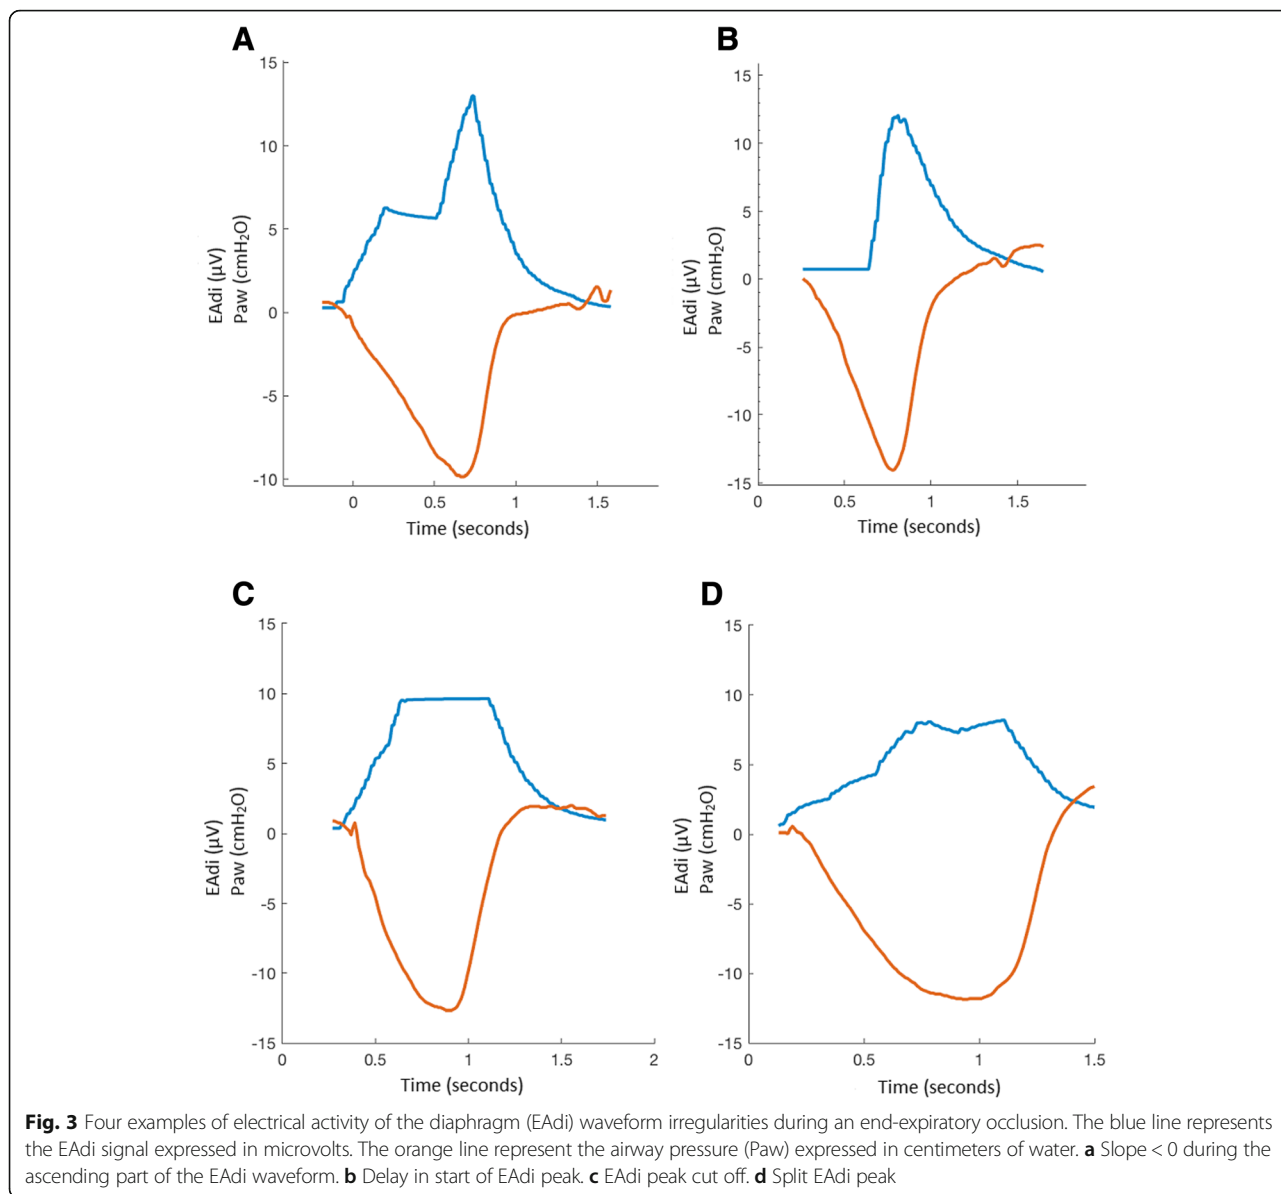 A
15
10
5
0
-5
-10
EAdi (µV)
Paw (cmH₂O)
0
0.5
1
1.5
Time (seconds)
B
15
10
5
0
-5
-10
-15
EAdi (µV)
Paw (cmH₂O)
0
0.5
1
1.5
Time (seconds)
C
15
10
5
0
-5
-10
-15
EAdi (µV)
Paw (cmH₂O)
0
0.5
1
1.5
2
Time (seconds)
D
15
10
5
0
-5
-10
-15
EAdi (µV)
Paw (cmH₂O)
0
0.5
1
1.5
Time (seconds)
Fig. 3 Four examples of electrical activity of the diaphragm (EAdi) waveform irregularities during an end-expiratory occlusion. The blue line represents
the EAdi signal expressed in microvolts. The orange line represent the airway pressure (Paw) expressed in centimeters of water. a Slope < 0 during the
ascending part of the EAdi waveform. b Delay in start of EAdi peak. c EAdi peak cut off. d Split EAdi peak